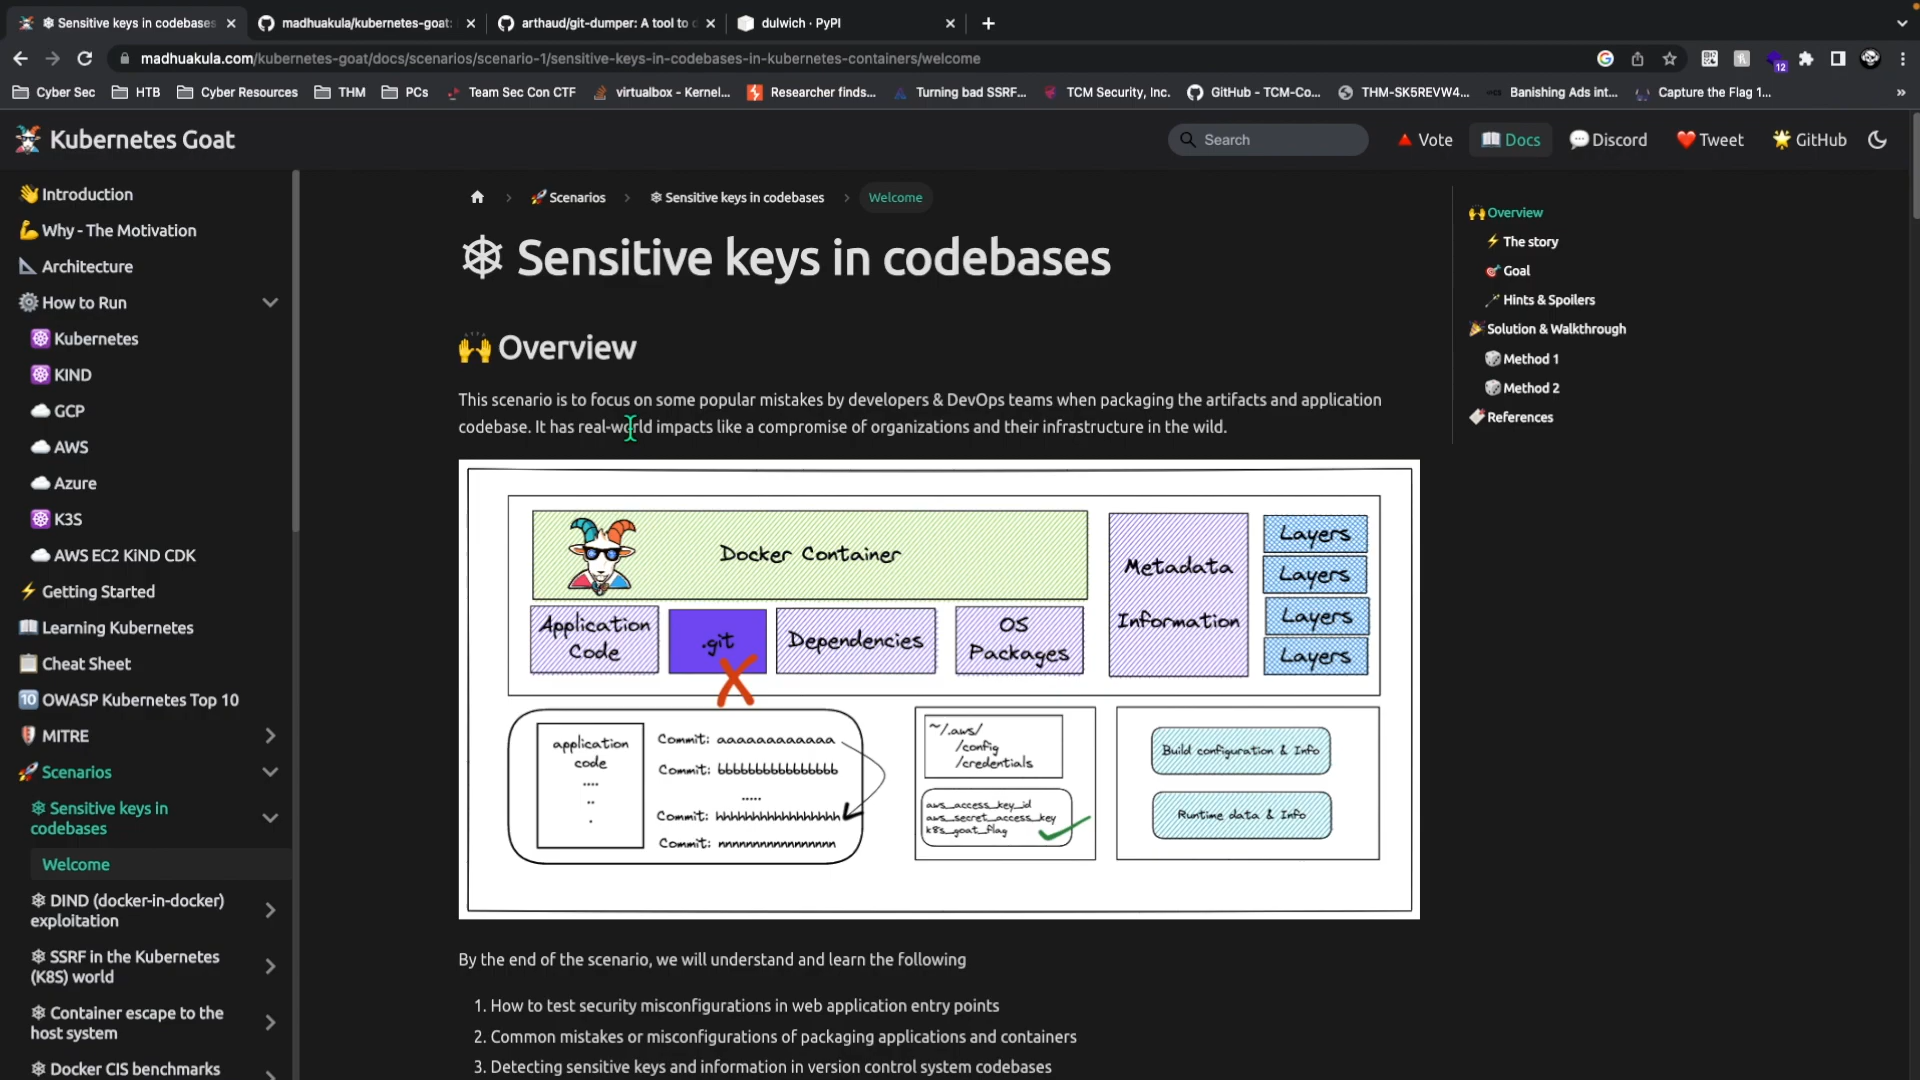 Sensitive keys in codebases
madhuakula/kubernetes-goat:
arthaud/git-dumper: A tool to d
dulwich · PyPI
madhuakula.com/kubernetes-goat/docs/scenarios/scenario-1/sensitive-keys-in-codebases-in-kubernetes-containers/welcome
12
Cyber Sec
HTB
Cyber Resources
THM
PCs
Team Sec Con CTF
virtualbox - Kernel...
Researcher finds...
Turning bad SSRF...
TCM Security, Inc.
GitHub - TCM-Co...
THM-SK5REVW4...
Banishing Ads int...
Capture the Flag 1...
»
Kubernetes Goat
Search
Vote
Docs
Discord
Tweet
GitHub
Introduction
Why - The Motivation
Architecture
How to Run
Kubernetes
KIND
GCP
AWS
Azure
K3S
AWS EC2 KiND CDK
Getting Started
Learning Kubernetes
Cheat Sheet
10 OWASP Kubernetes Top 10
MITRE
Scenarios
Sensitive keys in
codebases
Welcome
DIND (docker-in-docker)
exploitation
SSRF in the Kubernetes
(K8S) world
Container escape to the
host system
Docker CIS benchmarks
Scenarios
Sensitive keys in codebases
Welcome
Sensitive keys in codebases
Overview
This scenario is to focus on some popular mistakes by developers & DevOps teams when packaging the artifacts and application
codebase. It has real-world impacts like a compromise of organizations and their infrastructure in the wild.
Docker Container
Metadata
Information
Layers
Layers
Layers
Layers
Application
Code
.git
Dependencies
OS
Packages
application
code
....
..
.
Commit: aaaaaaaaaaaa
Commit: bbbbbbbbbbbbbbbb
.....
Commit: hhhhhhhhhhhhhhhhh
Commit: nnnnnnnnnnnnnnnn
~/.aws/
/config
/credentials
aws_access_key_id
aws_secret_access_key
k8s_goat_flag
Build configuration & Info
Runtime data & Info
By the end of the scenario, we will understand and learn the following
1. How to test security misconfigurations in web application entry points
2. Common mistakes or misconfigurations of packaging applications and containers
3. Detecting sensitive keys and information in version control system codebases
Overview
The story
Goal
Hints & Spoilers
Solution & Walkthrough
Method 1
Method 2
References